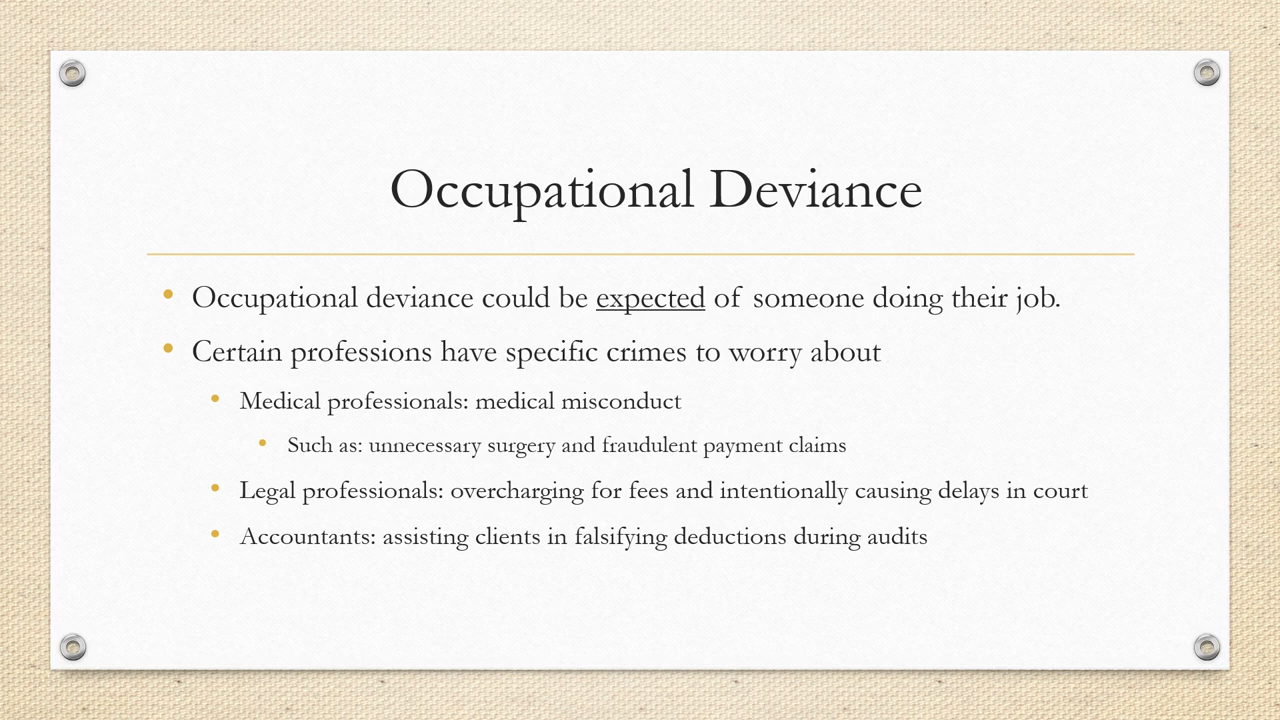 Occupational Deviance
• Occupational deviance could be expected of someone doing their job.
• Certain professions have specific crimes to worry about
• Medical professionals: medical misconduct
• Such as: unnecessary surgery and fraudulent payment claims
• Legal professionals: overcharging for fees and intentionally causing delays in court
• Accountants: assisting clients in falsifying deductions during audits